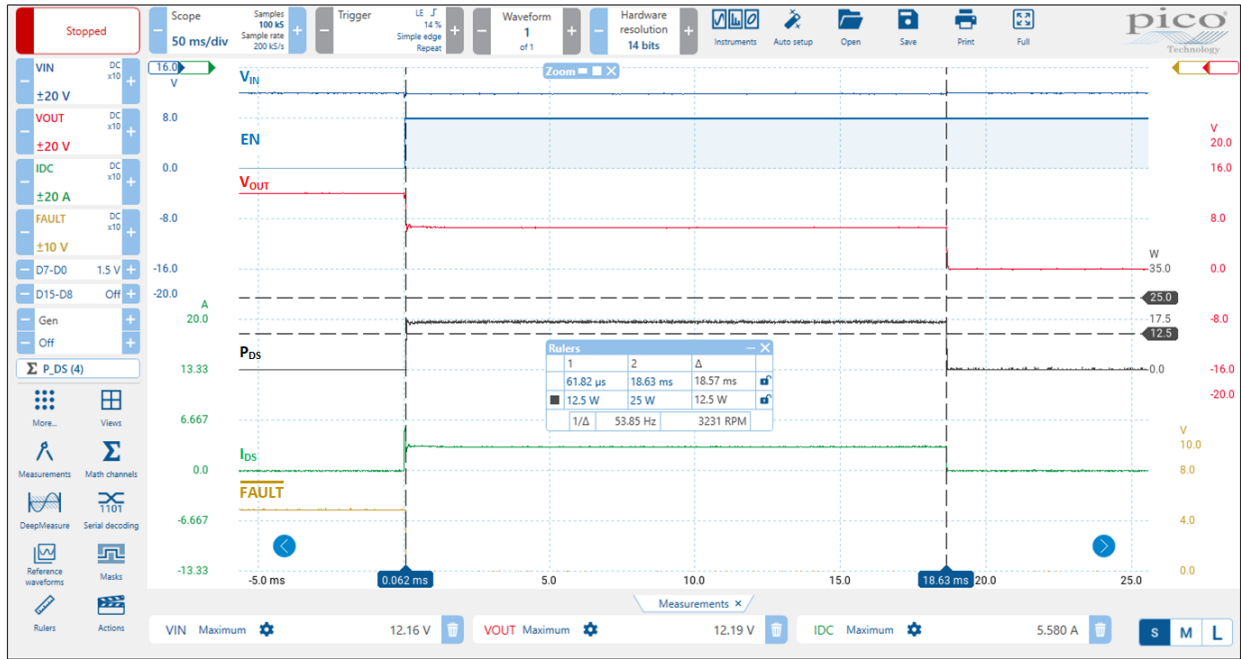 Stopped
Scope
50 ms/div
Samples
100 kS
Sample rate
200 kS/s
Trigger
LE
14 %
Simple edge
Repeat
Waveform
1
of 1
Hardware
resolution
14 bits
Instruments
Auto setup
Open
Save
Print
Full
pico
Technology
VIN
DC
x10
±20 V
VOUT
DC
x10
±20 V
IDC
DC
x10
±20 A
FAULT
DC
x10
±10 V
D7-D0 1.5 V
D15-D8 Off
Gen
Off
Σ P_DS (4)
More...
Views
Measurements
Math channels
DeepMeasure
Serial decoding
1101
Reference
waveforms
Masks
Rulers
Actions
16.0
V
8.0
0.0
-8.0
-16.0
-20.0
A
20.0
13.33
6.667
0.0
-6.667
-13.33
Zoom
VIN
EN
VOUT
PDS
IDS
FAULT
Rulers
1 2 Δ
61.82 µs 18.63 ms 18.57 ms
12.5 W 25 W 12.5 W
1/Δ 53.85 Hz 3231 RPM
V
20.0
16.0
8.0
0.0
-8.0
-16.0
-20.0
W
35.0
25.0
17.5
12.5
0.0
V
10.0
8.0
4.0
0.0
-5.0 ms
0.062 ms
5.0
10.0
15.0
18.63 ms
20.0
25.0
Measurements ×
VIN Maximum 12.16 V
VOUT Maximum 12.19 V
IDC Maximum 5.580 A
S M L